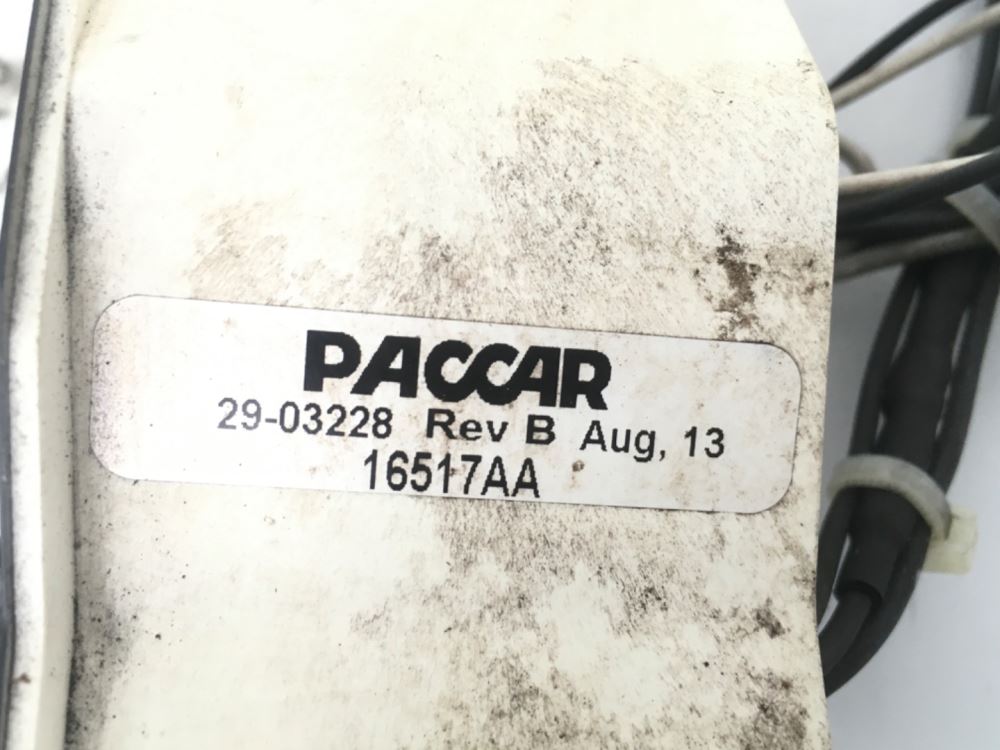 PACCAR
29-03228 Rev B Aug, 13
16517AA